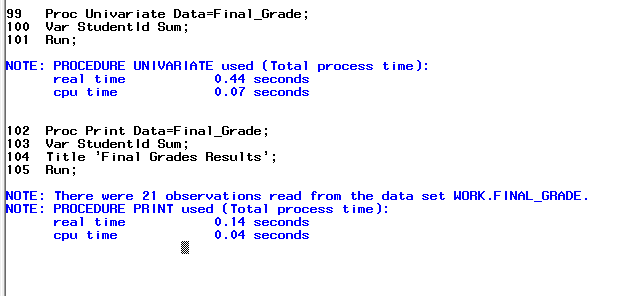 99   Proc Univariate Data=Final_Grade;
100  Var StudentId Sum;
101  Run;
NOTE: PROCEDURE UNIVARIATE used (Total process time):
      real time           0.44 seconds
      cpu time            0.07 seconds
102  Proc Print Data=Final_Grade;
103  Var StudentId Sum;
104  Title 'Final Grades Results';
105  Run;
NOTE: There were 21 observations read from the data set WORK.FINAL_GRADE.
NOTE: PROCEDURE PRINT used (Total process time):
      real time           0.14 seconds
      cpu time            0.04 seconds